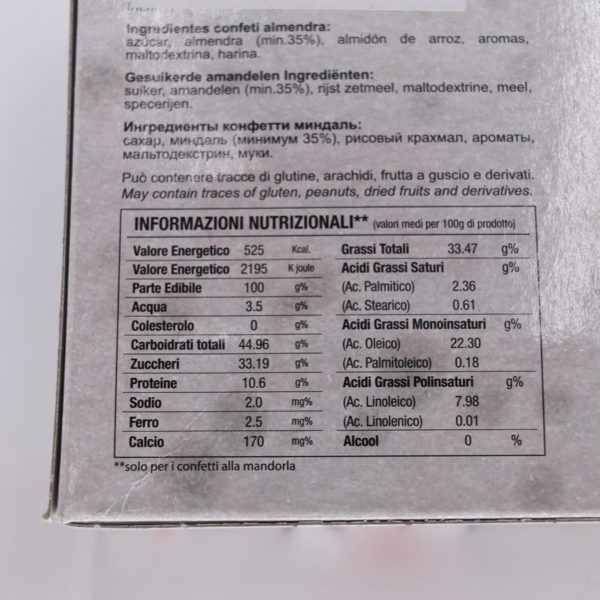 Ingredientes confeti almendra:
azúcar, almendra (min.35%), almidón de arroz, aromas,
maltodextrina, harina.
Gesuikerde amandelen Ingrediënten:
suiker, amandelen (min.35%), rijst zetmeel, maltodextrine, meel,
specerijen.
Ингредиенты конфетти миндаль:
сахар, миндаль (минимум 35%), рисовый крахмал, ароматы,
мальтодекстрин, муки.
Può contenere tracce di glutine, arachidi, frutta a guscio e derivati.
May contain traces of gluten, peanuts, dried fruits and derivatives.
INFORMAZIONI NUTRIZIONALI** (valori medi per 100g di prodotto)
Valore Energetico 525 Kcal.
Valore Energetico 2195 K joule
Parte Edibile 100 g%
Acqua 3.5 g%
Colesterolo 0 g%
Carboidrati totali 44.96 g%
Zuccheri 33.19 g%
Proteine 10.6 g%
Sodio 2.0 mg%
Ferro 2.5 mg%
Calcio 170 mg%
Grassi Totali 33.47 g%
Acidi Grassi Saturi g%
(Ac. Palmitico) 2.36
(Ac. Stearico) 0.61
Acidi Grassi Monoinsaturi g%
(Ac. Oleico) 22.30
(Ac. Palmitoleico) 0.18
Acidi Grassi Polinsaturi g%
(Ac. Linoleico) 7.98
(Ac. Linolenico) 0.01
Alcool 0 %
**solo per i confetti alla mandorla